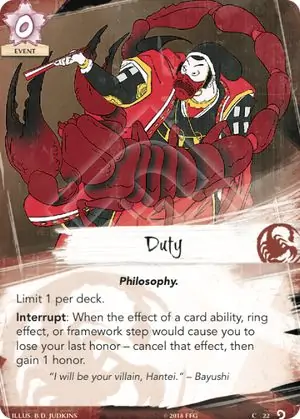 0
EVENT
Duty
Philosophy.
Limit 1 per deck.
Interrupt: When the effect of a card ability, ring
effect, or framework step would cause you to
lose your last honor – cancel that effect, then
gain 1 honor.
"I will be your villain, Hantei." – Bayushi
ILLUS. B.D. JUDKINS
©2018 FFG
C 22